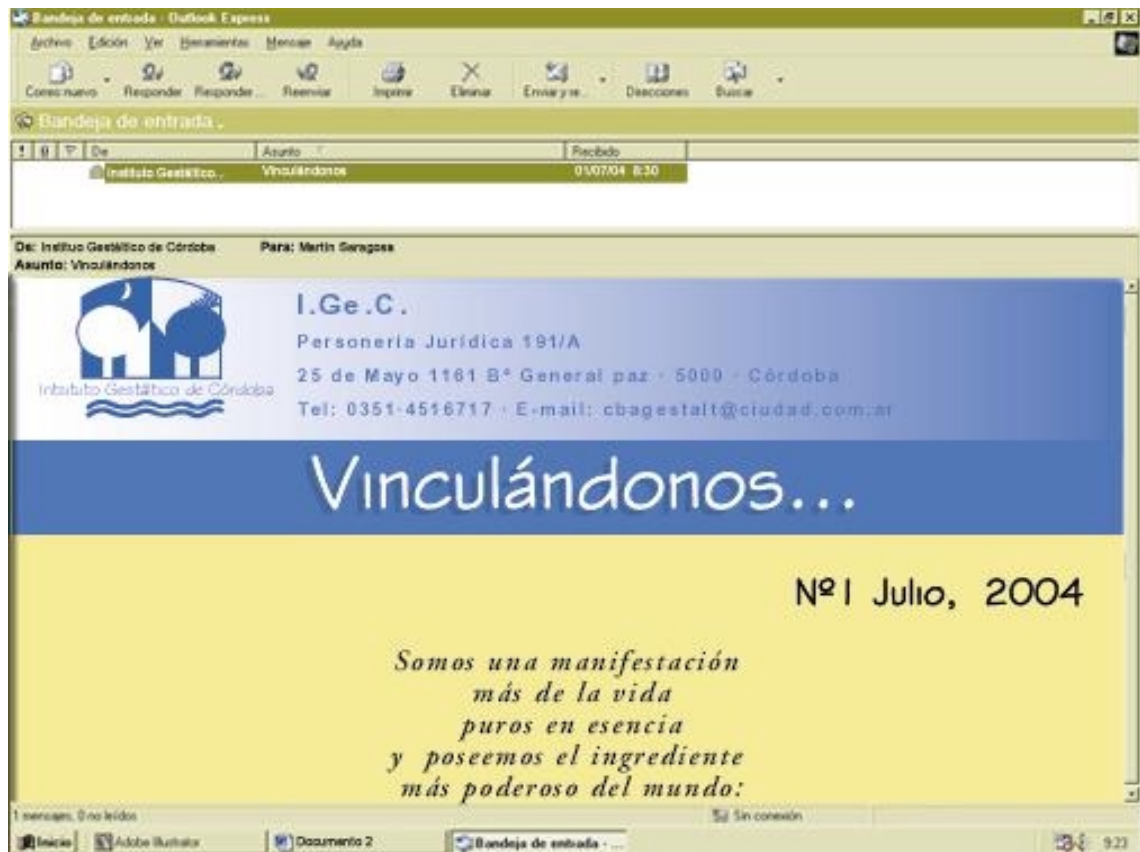 Bandeja de entrada - Outlook Express
Archivo Edición Ver Herramientas Mensaje Ayuda
Correo nuevo Responder Responder... Reenviar Imprimir Eliminar Enviar y re... Direcciones Buscar
Bandeja de entrada .
! De Asunto Recibido
Instituto Gestáltico... Vinculándonos 01/07/04 8:30
De: Instituo Gestáltico de Córdoba Para: Martin Saragosa
Asunto: Vinculándonos
I.Ge.C.
Personería Jurídica 191/A
25 de Mayo 1161 Bº General paz - 5000 - Córdoba
Tel: 0351-4516717 - E-mail: cbagestalt@ciudad.com.ar
Intstituto Gestáltico de Córdoba
Vinculándonos...
Nº1 Julio, 2004
Somos una manifestación
más de la vida
puros en esencia
y poseemos el ingrediente
más poderoso del mundo:
1 mensajes, 0 no leídos Sin conexión
Inicio Adobe Illustrator Documento 2 Bandeja de entrada - ... 9:23